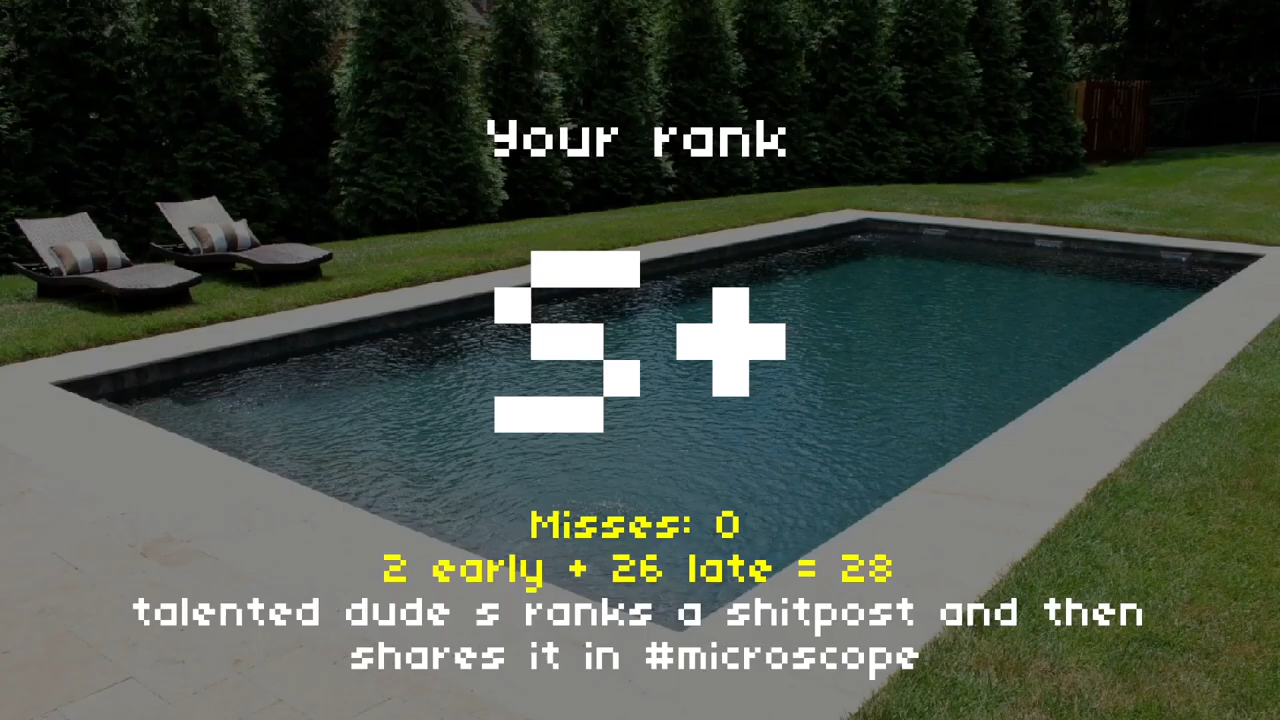 Your rank
S+
Misses: 0
2 early + 26 late = 28
talented dude s ranks a shitpost and then
shares it in #microscope